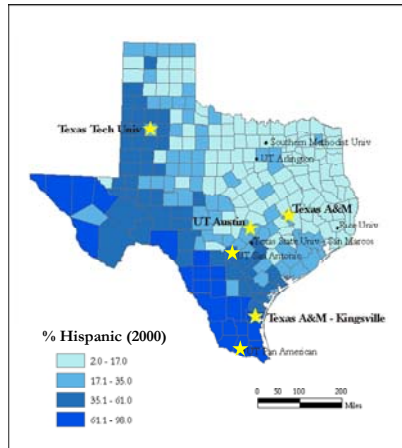 Texas Tech Univ
Southern Methodist Univ
UT Arlington
Texas A&M
UT Austin
Texas State Univ - San Marcos
UT San Antonio
Texas A&M - Kingsville
UT Pan American
% Hispanic (2000)
2.0 - 17.0
17.1 - 35.0
35.1 - 61.0
61.1 - 98.0
0 50 100 200
Miles